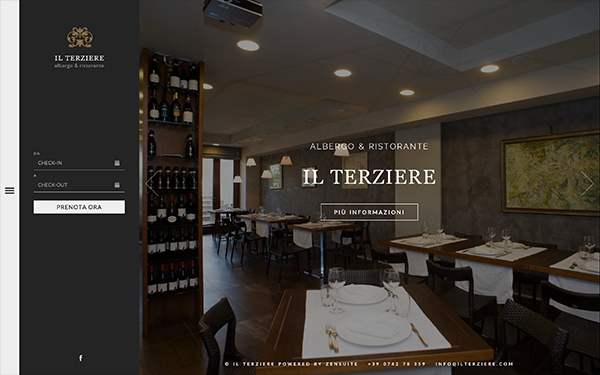 IL TERZIERE
albergo & ristorante
DA
CHECK-IN
A
CHECK-OUT
PRENOTA ORA
ALBERGO & RISTORANTE
IL TERZIERE
PIÙ INFORMAZIONI
© IL TERZIERE POWERED BY ZENSUITE +39 0742 78 359 INFO@ILTERZIERE.COM